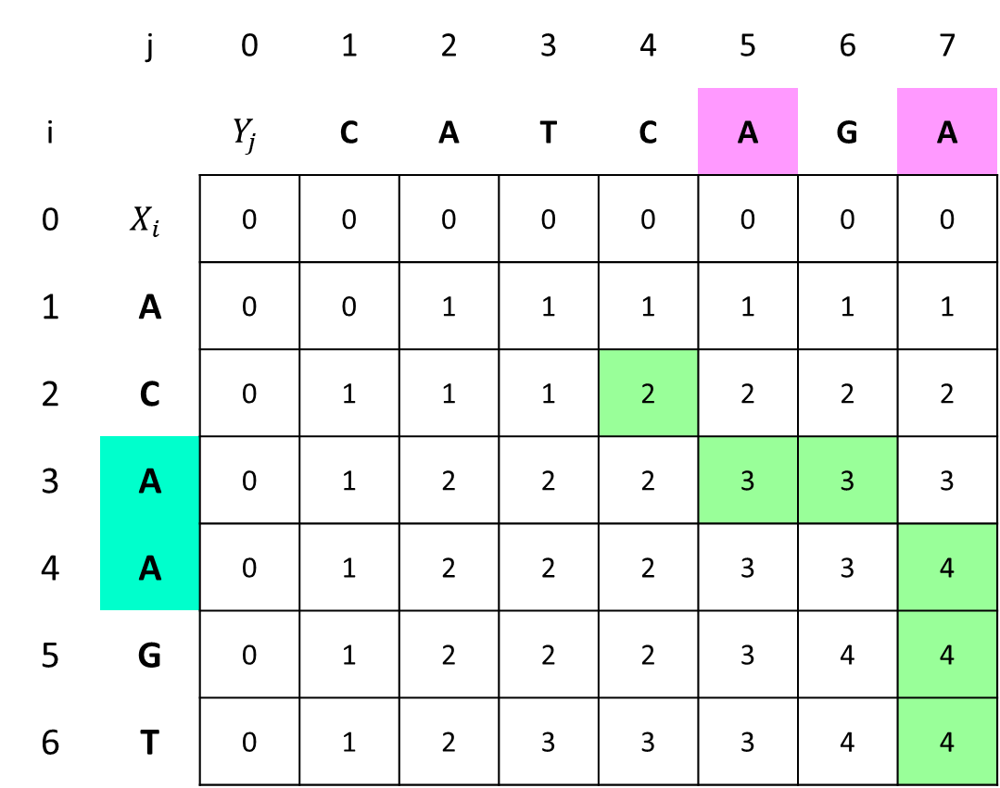 j 0 1 2 3 4 5 6 7
i Yj C A T C A G A
0 Xi 0 0 0 0 0 0 0 0
1 A 0 0 1 1 1 1 1 1
2 C 0 1 1 1 2 2 2 2
3 A 0 1 2 2 2 3 3 3
4 A 0 1 2 2 2 3 3 4
5 G 0 1 2 2 2 3 4 4
6 T 0 1 2 3 3 3 4 4